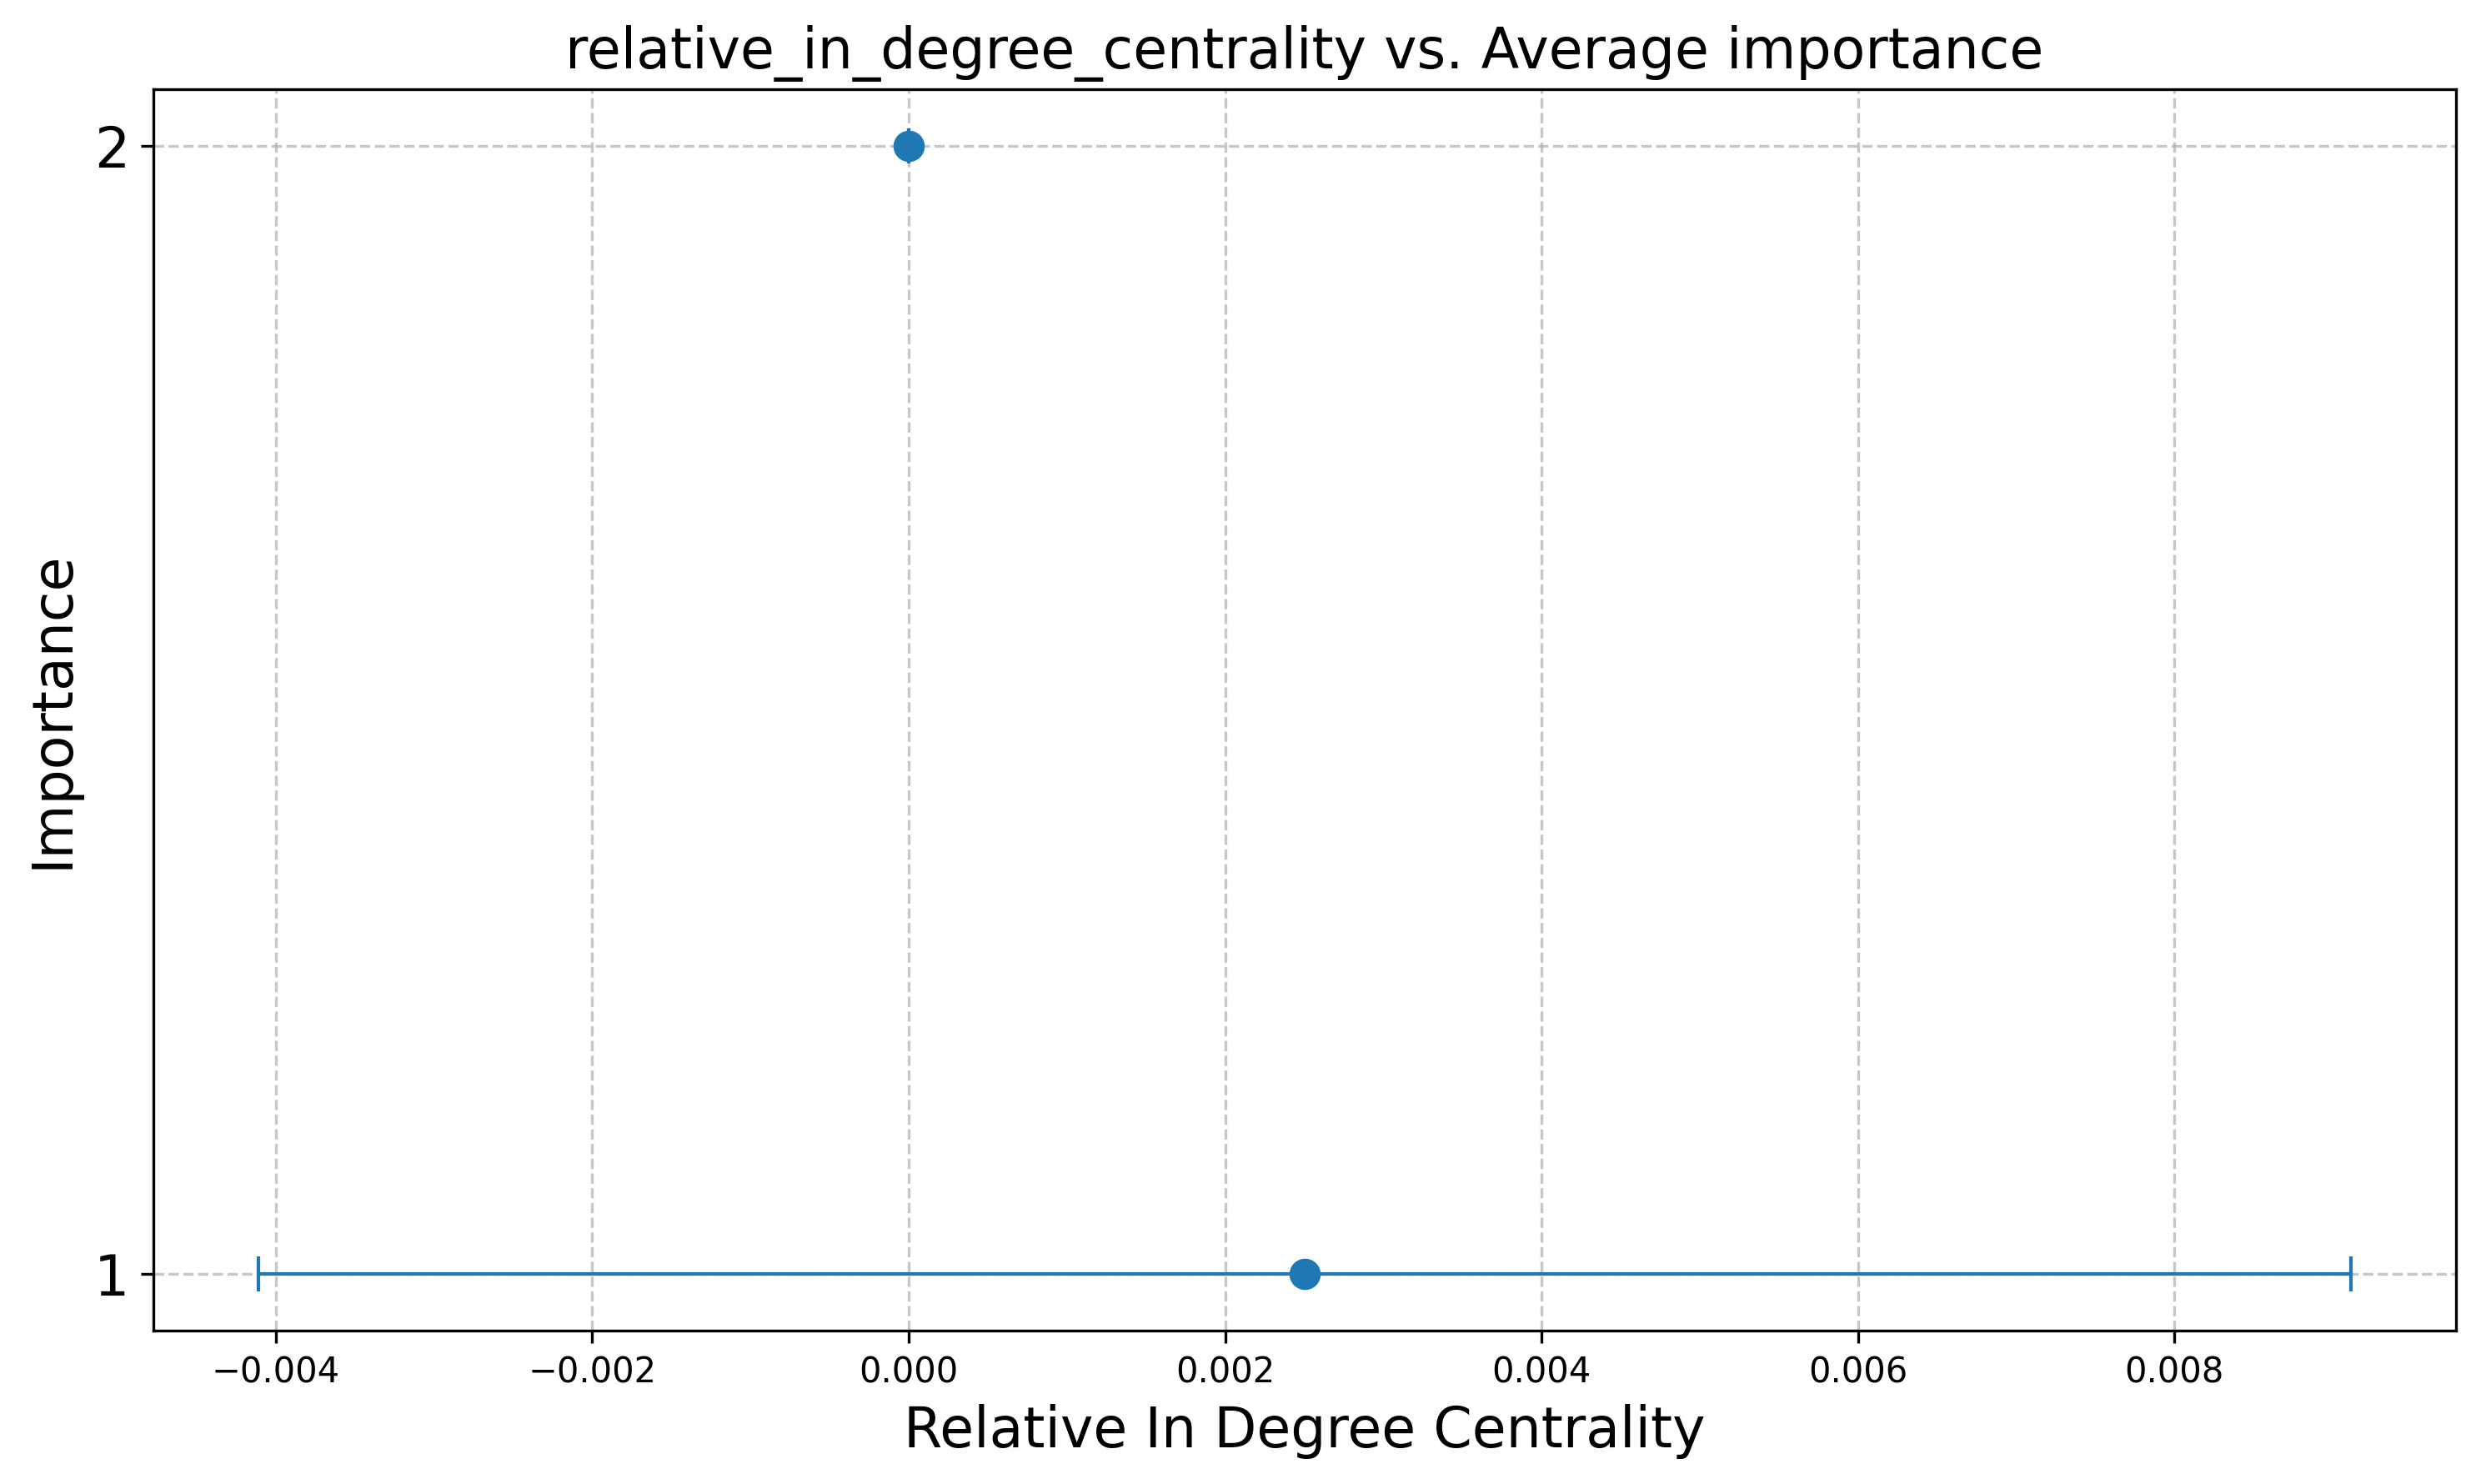 relative_in_degree_centrality vs. Average importance
Importance
2
1
−0.004 −0.002 0.000 0.002 0.004 0.006 0.008
Relative In Degree Centrality